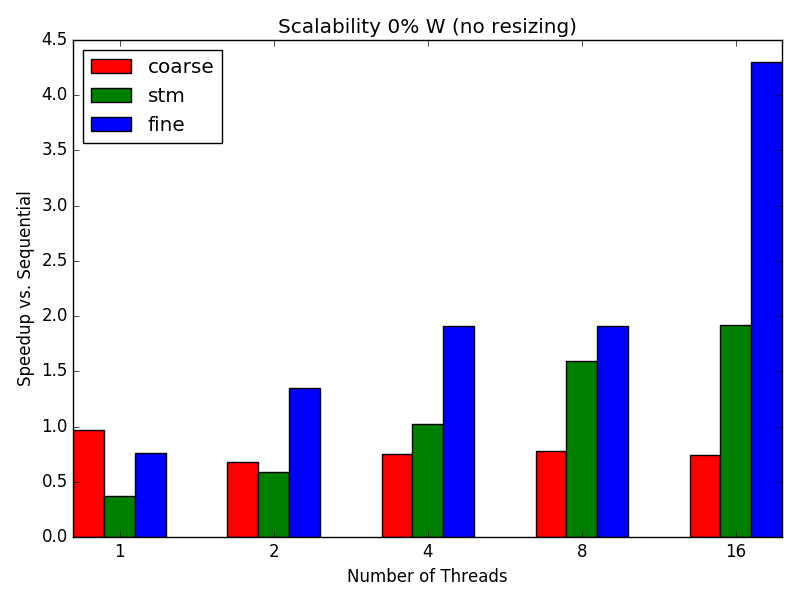 Scalability 0% W (no resizing)
coarse
stm
fine
4.5
4.0
3.5
3.0
2.5
2.0
1.5
1.0
0.5
0.0
Speedup vs. Sequential
1 2 4 8 16
Number of Threads